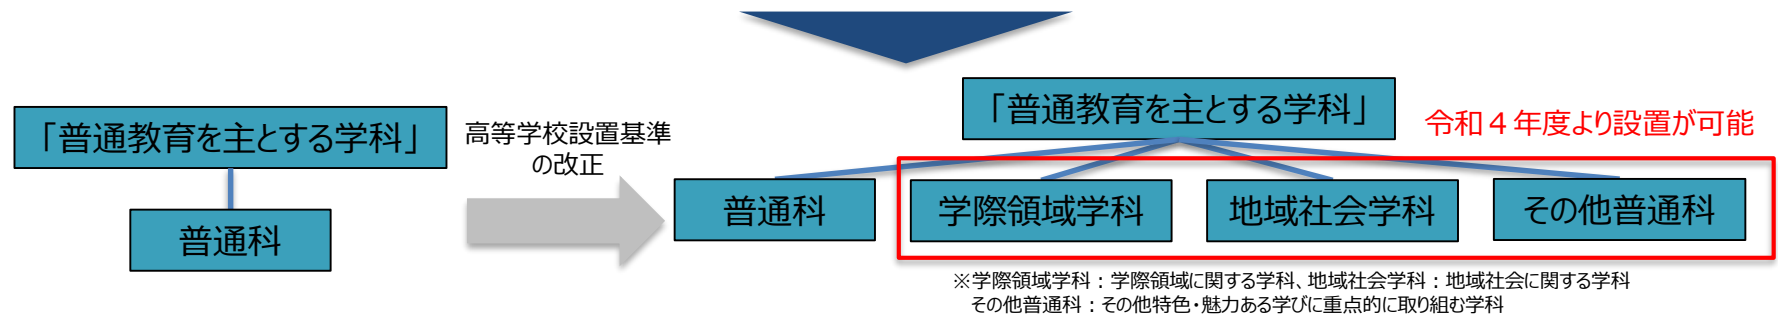 「普通教育を主とする学科」
普通科
高等学校設置基準
の改正
「普通教育を主とする学科」
令和４年度より設置が可能
普通科
学際領域学科
地域社会学科
その他普通科
※学際領域学科：学際領域に関する学科、地域社会学科：地域社会に関する学科
その他普通科：その他特色・魅力ある学びに重点的に取り組む学科